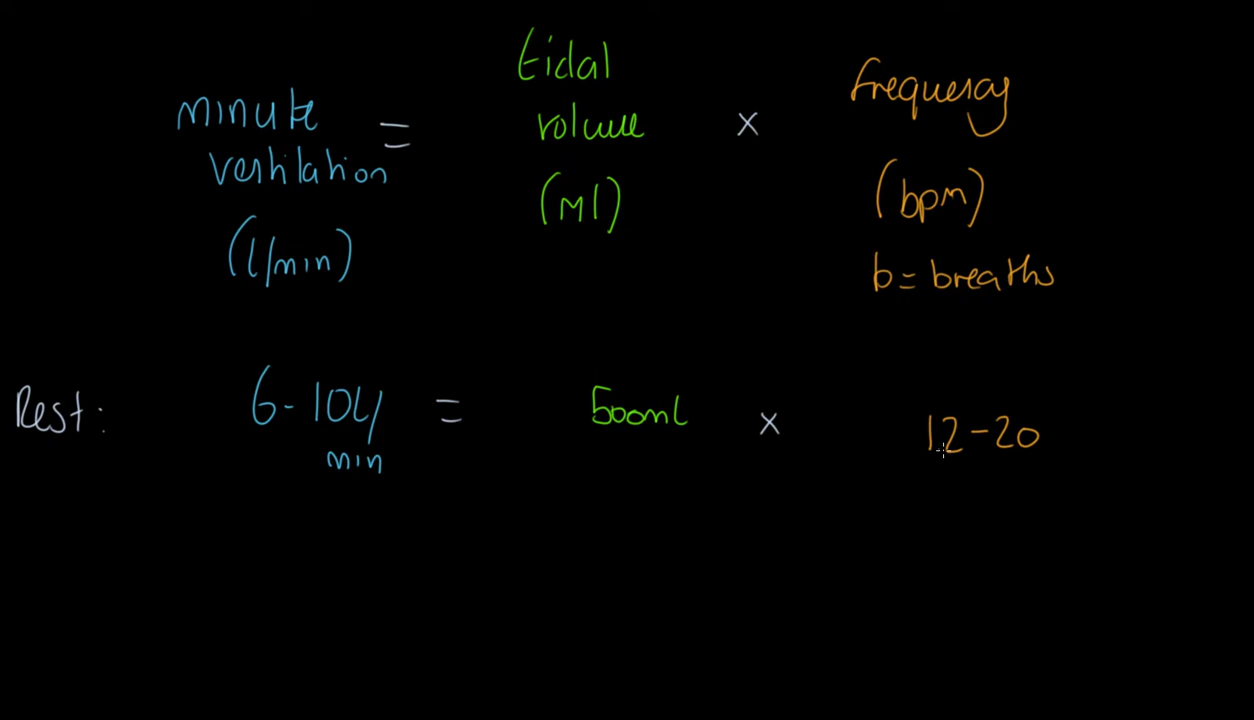 minute
ventilation
(l/min)
=
tidal
volume
(ml)
x
frequency
(bpm)
b = breaths
Rest:
6-10l/
min
=
500ml
x
12-20